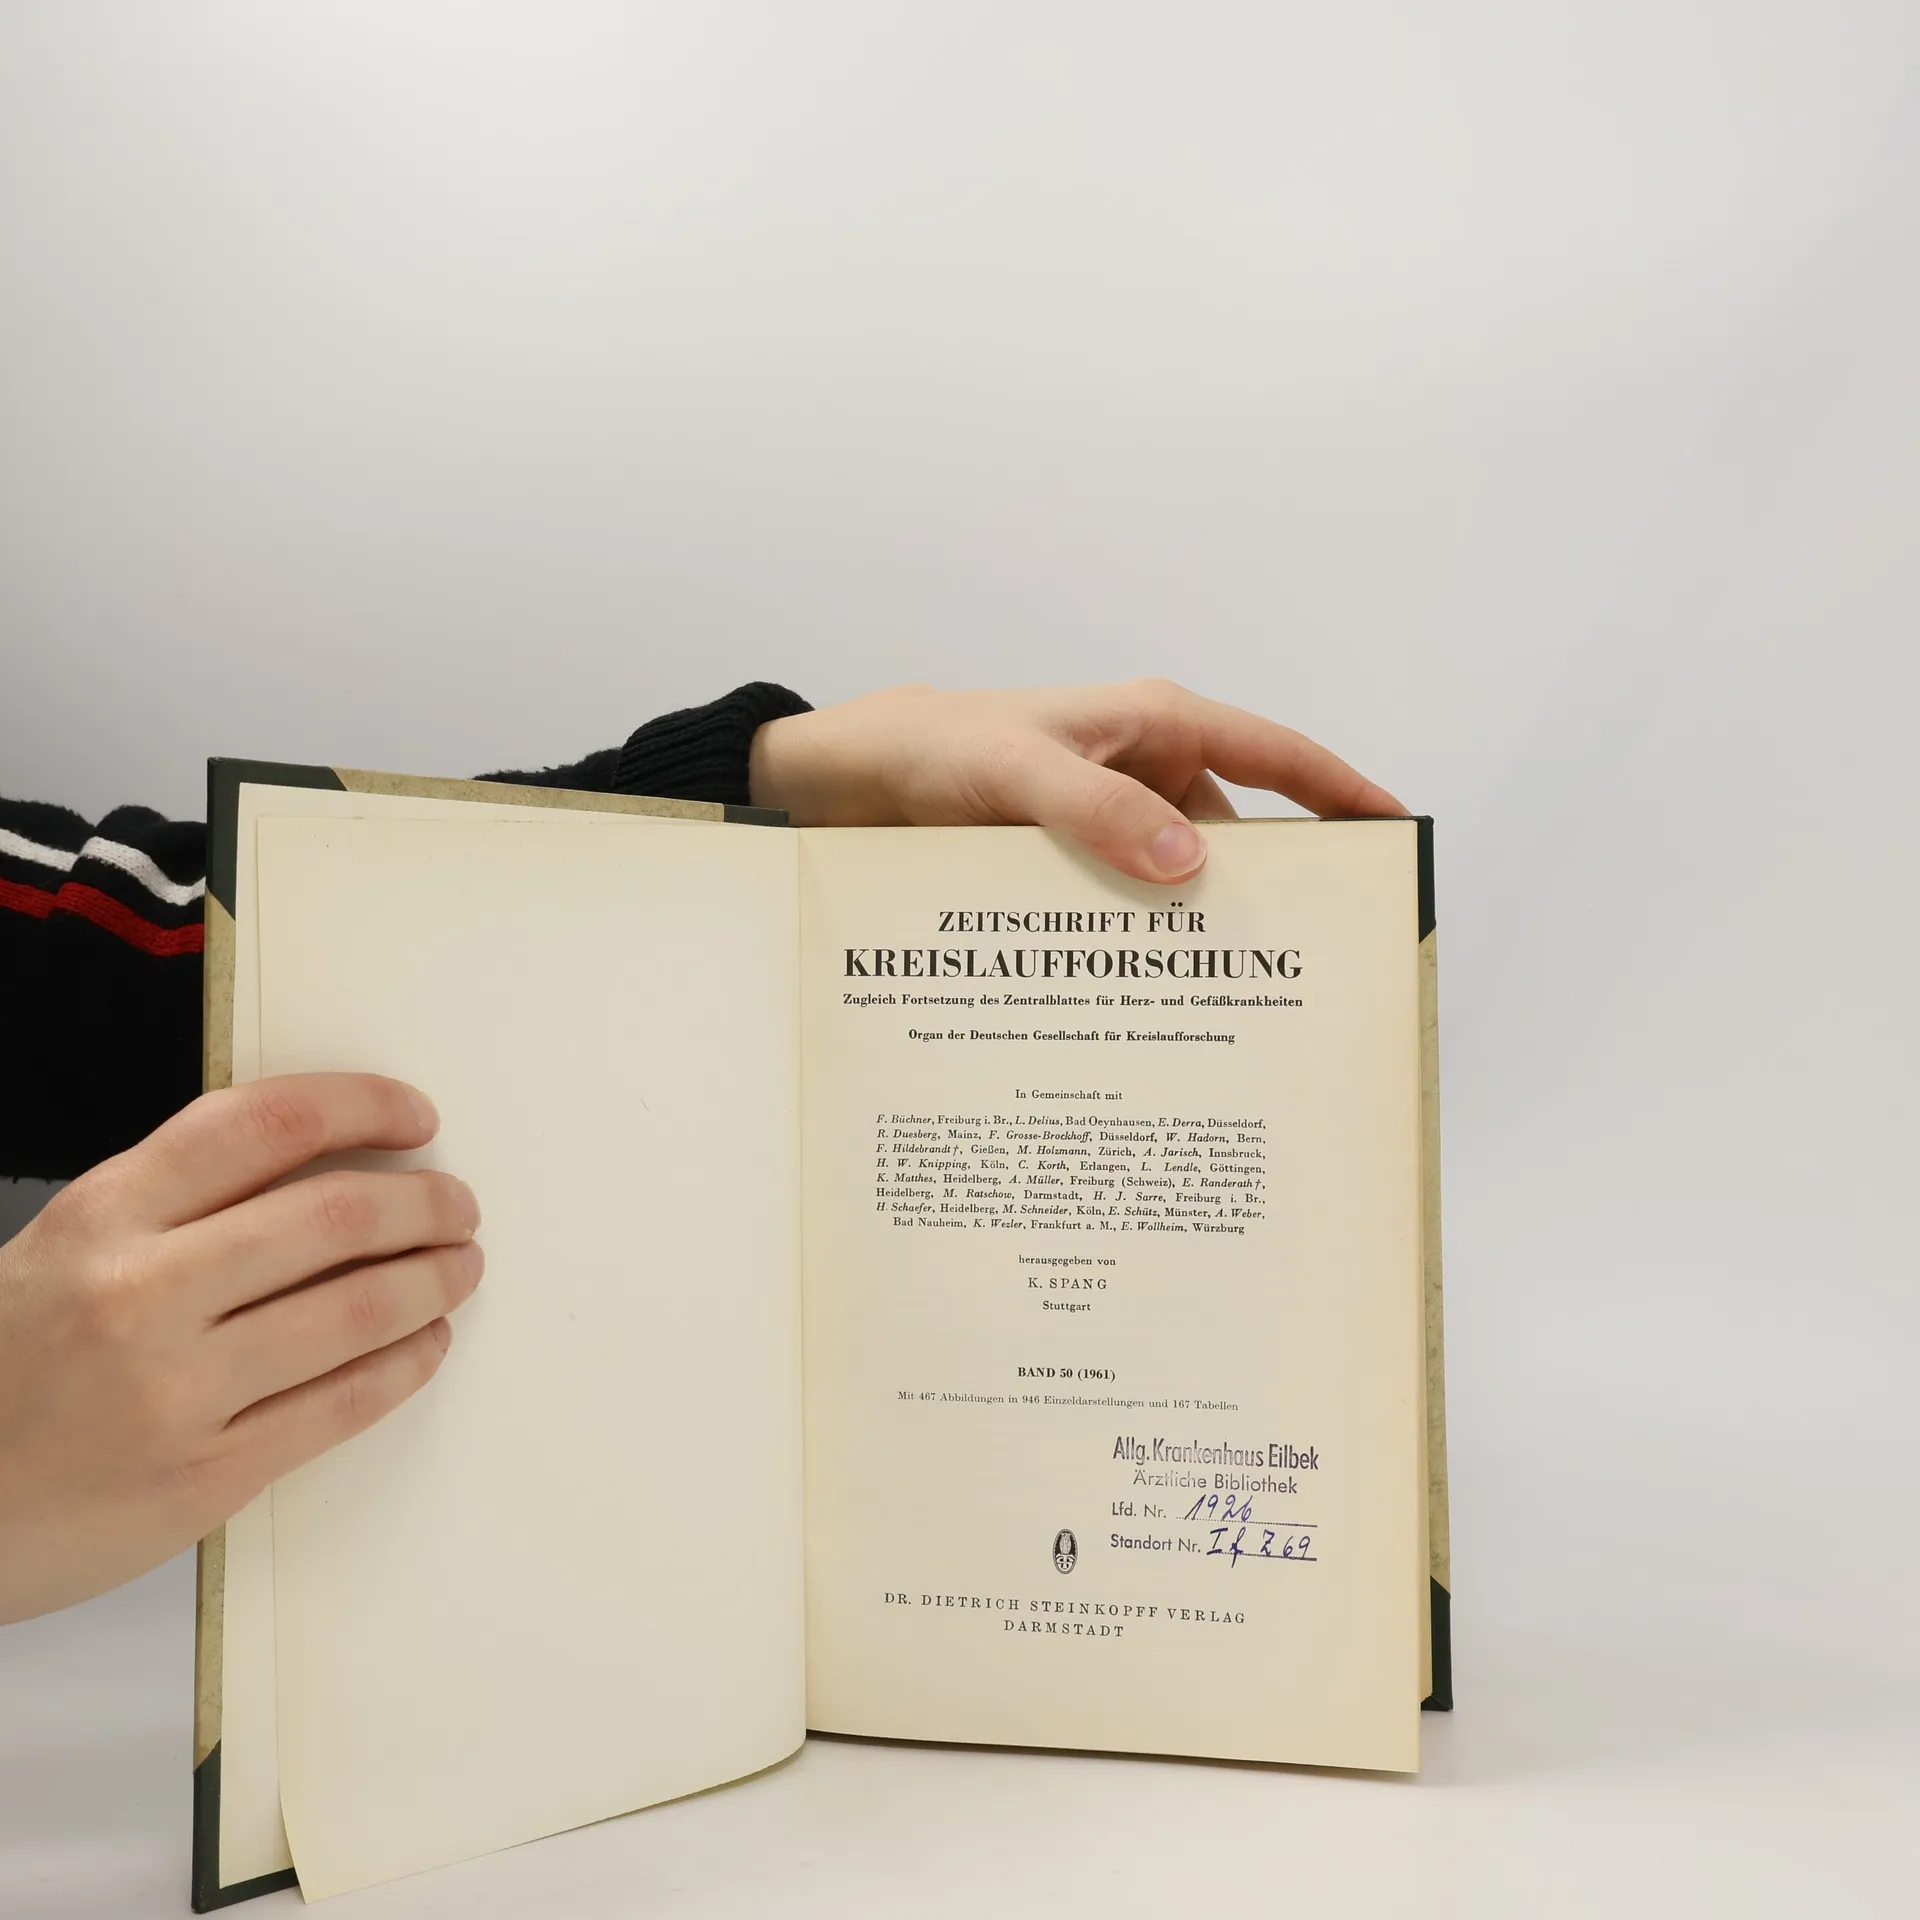 ZEITSCHRIFT FÜR
KREISLAUFFORSCHUNG
Zugleich Fortsetzung des Zentralblattes für Herz- und Gefäßkrankheiten
Organ der Deutschen Gesellschaft für Kreislaufforschung
In Gemeinschaft mit
F. Büchner, Freiburg i. Br., L. Delius, Bad Oeynhausen, E. Derra, Düsseldorf,
R. Duesberg, Mainz, F. Grosse-Brockhoff, Düsseldorf, W. Hadorn, Bern,
F. Hildebrandt †, Gießen, M. Holzmann, Zürich, A. Jarisch, Innsbruck,
H. W. Knipping, Köln, C. Korth, Erlangen, L. Lendle, Göttingen,
K. Matthes, Heidelberg, A. Müller, Freiburg (Schweiz), E. Randerath †,
Heidelberg, M. Ratschow, Darmstadt, H. J. Sarre, Freiburg i. Br.,
H. Schaefer, Heidelberg, M. Schneider, Köln, E. Schütz, Münster, A. Weber,
Bad Nauheim, K. Wezler, Frankfurt a. M., E. Wollheim, Würzburg
herausgegeben von
K. SPANG
Stuttgart
BAND 50 (1961)
Mit 467 Abbildungen in 946 Einzeldarstellungen und 167 Tabellen
Allg. Krankenhaus Eilbek
Ärztliche Bibliothek
Lfd. Nr. 1926
Standort Nr. If Z 69
DR. DIETRICH STEINKOPFF VERLAG
DARMSTADT